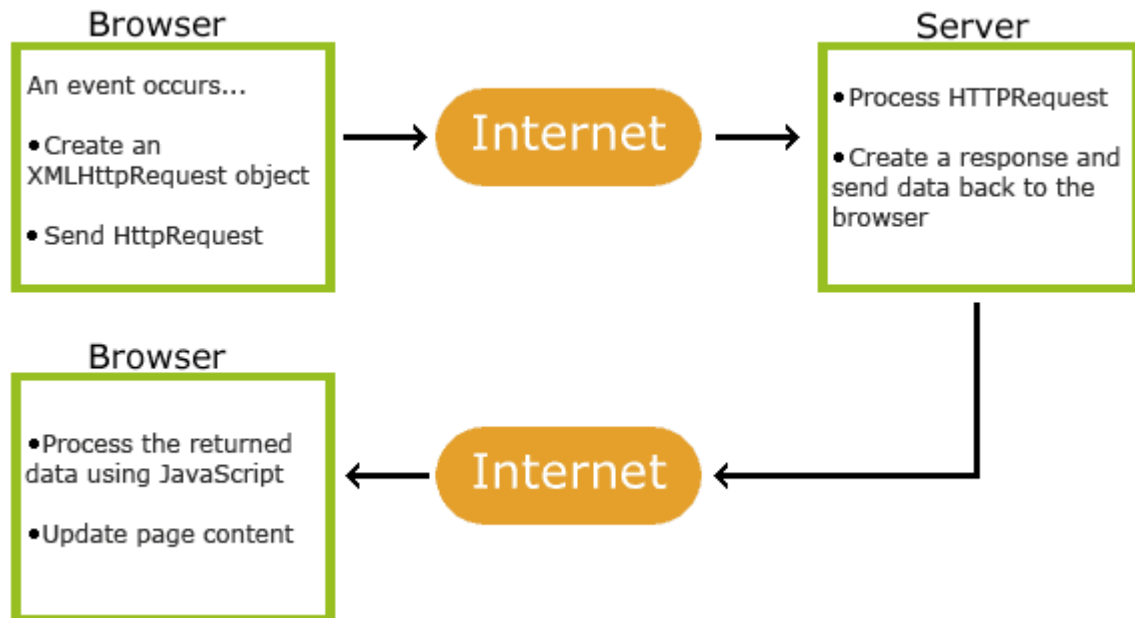 Browser
An event occurs...
•Create an
XMLHttpRequest object
•Send HttpRequest
Internet
Server
•Process HTTPRequest
•Create a response and
send data back to the
browser
Browser
•Process the returned
data using JavaScript
•Update page content
Internet